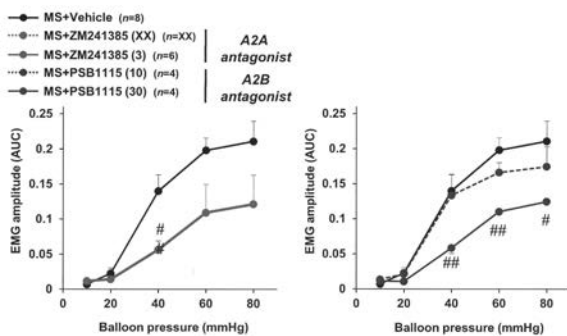 MS+Vehicle (n=8)
MS+ZM241385 (XX) (n=XX)
MS+ZM241385 (3) (n=6)
MS+PSB1115 (10) (n=4)
MS+PSB1115 (30) (n=4)
A2A
antagonist
A2B
antagonist
EMG amplitude (AUC)
0.25
0.2
0.15
0.1
0.05
0
#
0 20 40 60 80
Balloon pressure (mmHg)
EMG amplitude (AUC)
0.25
0.2
0.15
0.1
0.05
0
## ## #
0 20 40 60 80
Balloon pressure (mmHg)